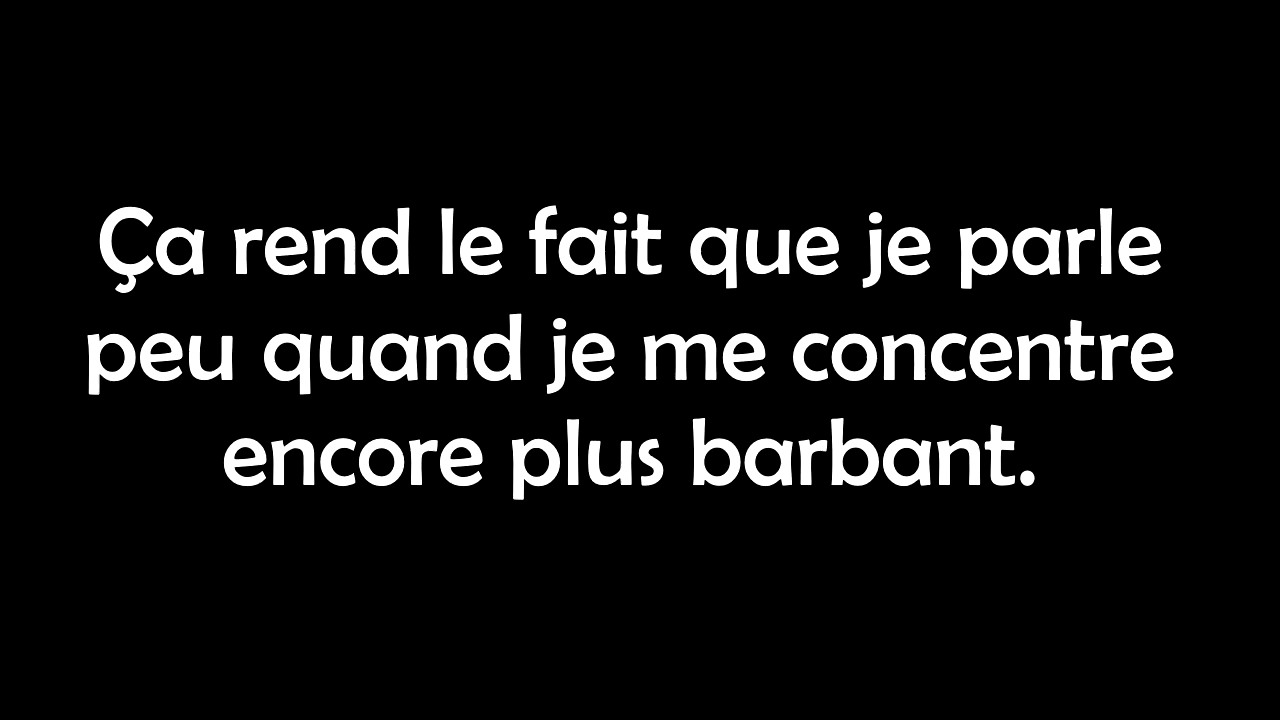 Ça rend le fait que je parle
peu quand je me concentre
encore plus barbant.